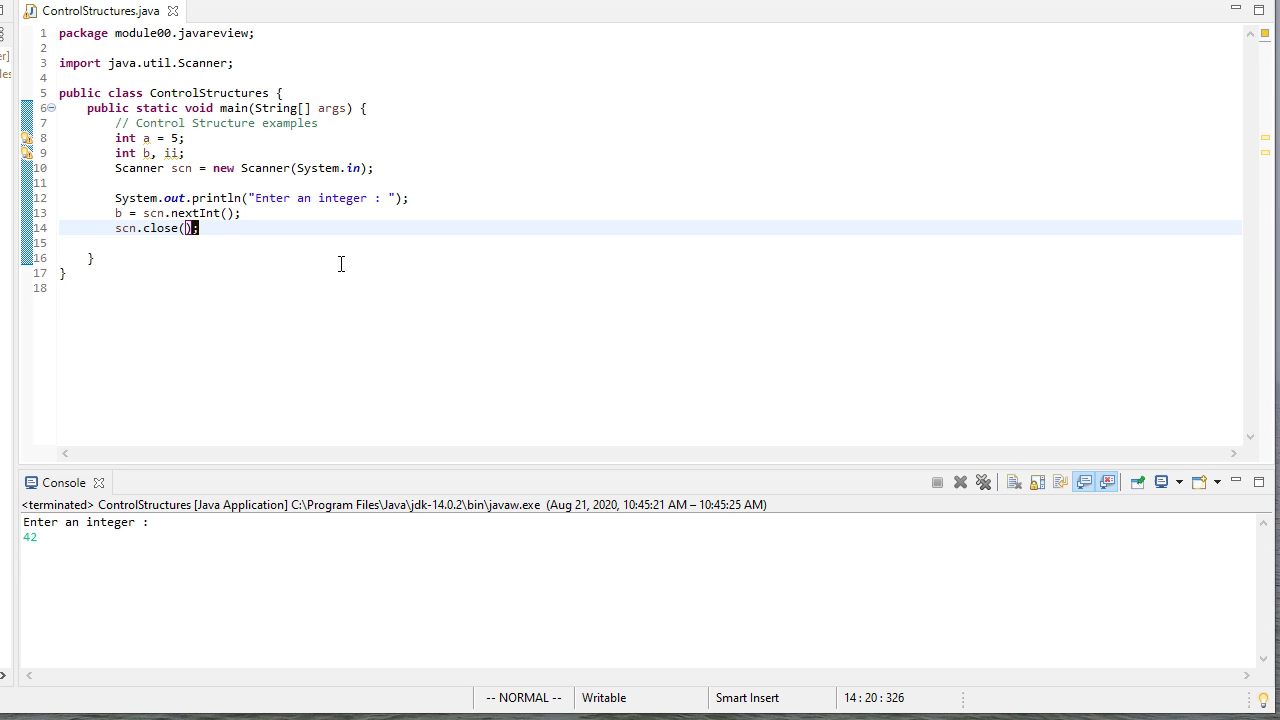 ControlStructures.java
er]
les
1 package module00.javareview;
2
3 import java.util.Scanner;
4
5 public class ControlStructures {
6 public static void main(String[] args) {
7 // Control Structure examples
8 int a = 5;
9 int b, ii;
10 Scanner scn = new Scanner(System.in);
11
12 System.out.println("Enter an integer : ");
13 b = scn.nextInt();
14 scn.close();
15
16 }
17 }
18
Console
<terminated> ControlStructures [Java Application] C:\Program Files\Java\jdk-14.0.2\bin\javaw.exe (Aug 21, 2020, 10:45:21 AM – 10:45:25 AM)
Enter an integer :
42
-- NORMAL -- Writable Smart Insert 14 : 20 : 326